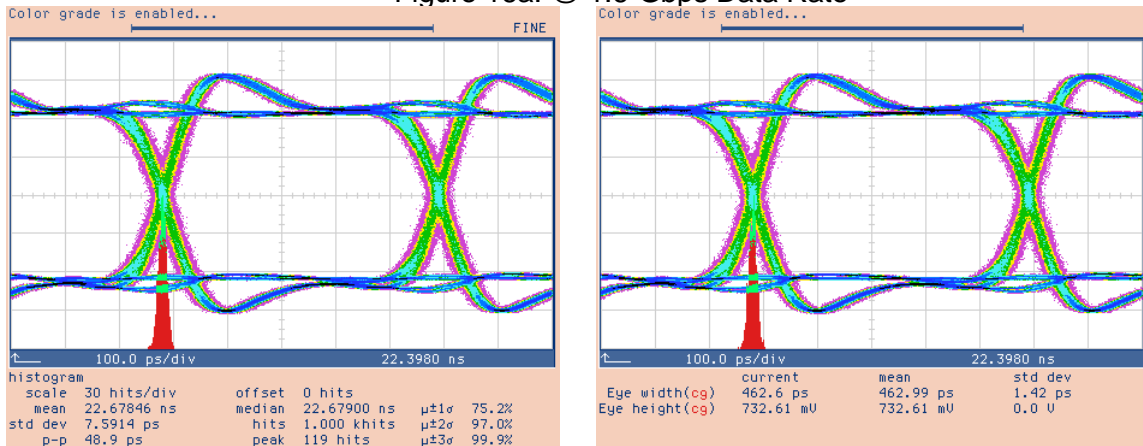 Figure @ Gbps Data Rate
Color grade is enabled...
FINE
100.0 ps/div 22.3980 ns
histogram
scale 30 hits/div offset 0 hits
mean 22.67846 ns median 22.67900 ns µ±1σ 75.2%
std dev 7.5914 ps hits 1.000 khits µ±2σ 97.0%
p-p 48.9 ps peak 119 hits µ±3σ 99.9%
Color grade is enabled...
100.0 ps/div 22.3980 ns
current mean std dev
Eye width(cg) 462.6 ps 462.99 ps 1.42 ps
Eye height(cg) 732.61 mV 732.61 mV 0.0 V